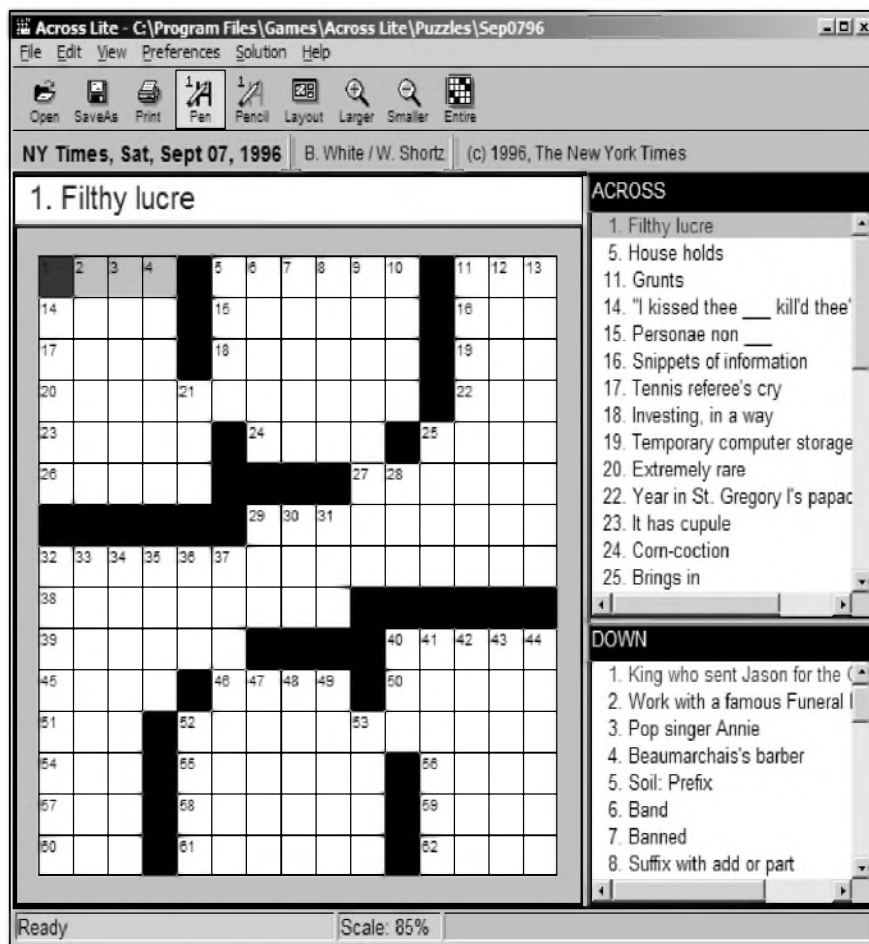 Across Lite - C:\Program Files\Games\Across Lite\Puzzles\Sep0796
File Edit View Preferences Solution Help
Open SaveAs Print Pen Pencil Layout Larger Smaller Entire
NY Times, Sat, Sept 07, 1996 B. White / W. Shortz (c) 1996, The New York Times
1. Filthy lucre
1 2 3 4 5 6 7 8 9 10 11 12 13
14 15 16
17 18 19
20 21 22
23 24 25
26 27 28
29 30 31
32 33 34 35 36 37
38
39 40 41 42 43 44
45 46 47 48 49 50
51 52 53
54 55 56
57 58 59
60 61 62
ACROSS
1. Filthy lucre
5. House holds
11. Grunts
14. "I kissed thee ___ kill'd thee"
15. Personae non ___
16. Snippets of information
17. Tennis referee's cry
18. Investing, in a way
19. Temporary computer storage
20. Extremely rare
22. Year in St. Gregory I's papac
23. It has cupule
24. Corn-coction
25. Brings in
DOWN
1. King who sent Jason for the
2. Work with a famous Funeral
3. Pop singer Annie
4. Beaumarchais's barber
5. Soil: Prefix
6. Band
7. Banned
8. Suffix with add or part
Ready Scale: 85%